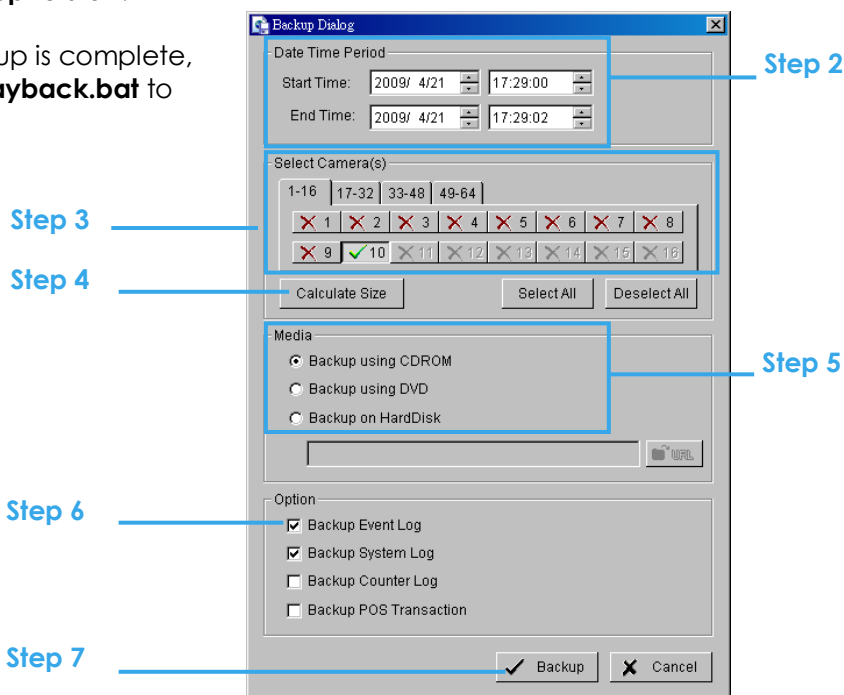 up is complete,
ayback.bat to
Backup Dialog
Date Time Period
Start Time: 2009/ 4/21 17:29:00
End Time: 2009/ 4/21 17:29:02
Step 2
Select Camera(s)
1-16 17-32 33-48 49-64
1 2 3 4 5 6 7 8
9 10 11 12 13 14 15 16
Step 3
Step 4
Calculate Size Select All Deselect All
Media
Backup using CDROM
Backup using DVD
Backup on HardDisk
Step 5
URL
Option
Step 6
Backup Event Log
Backup System Log
Backup Counter Log
Backup POS Transaction
Step 7
Backup Cancel